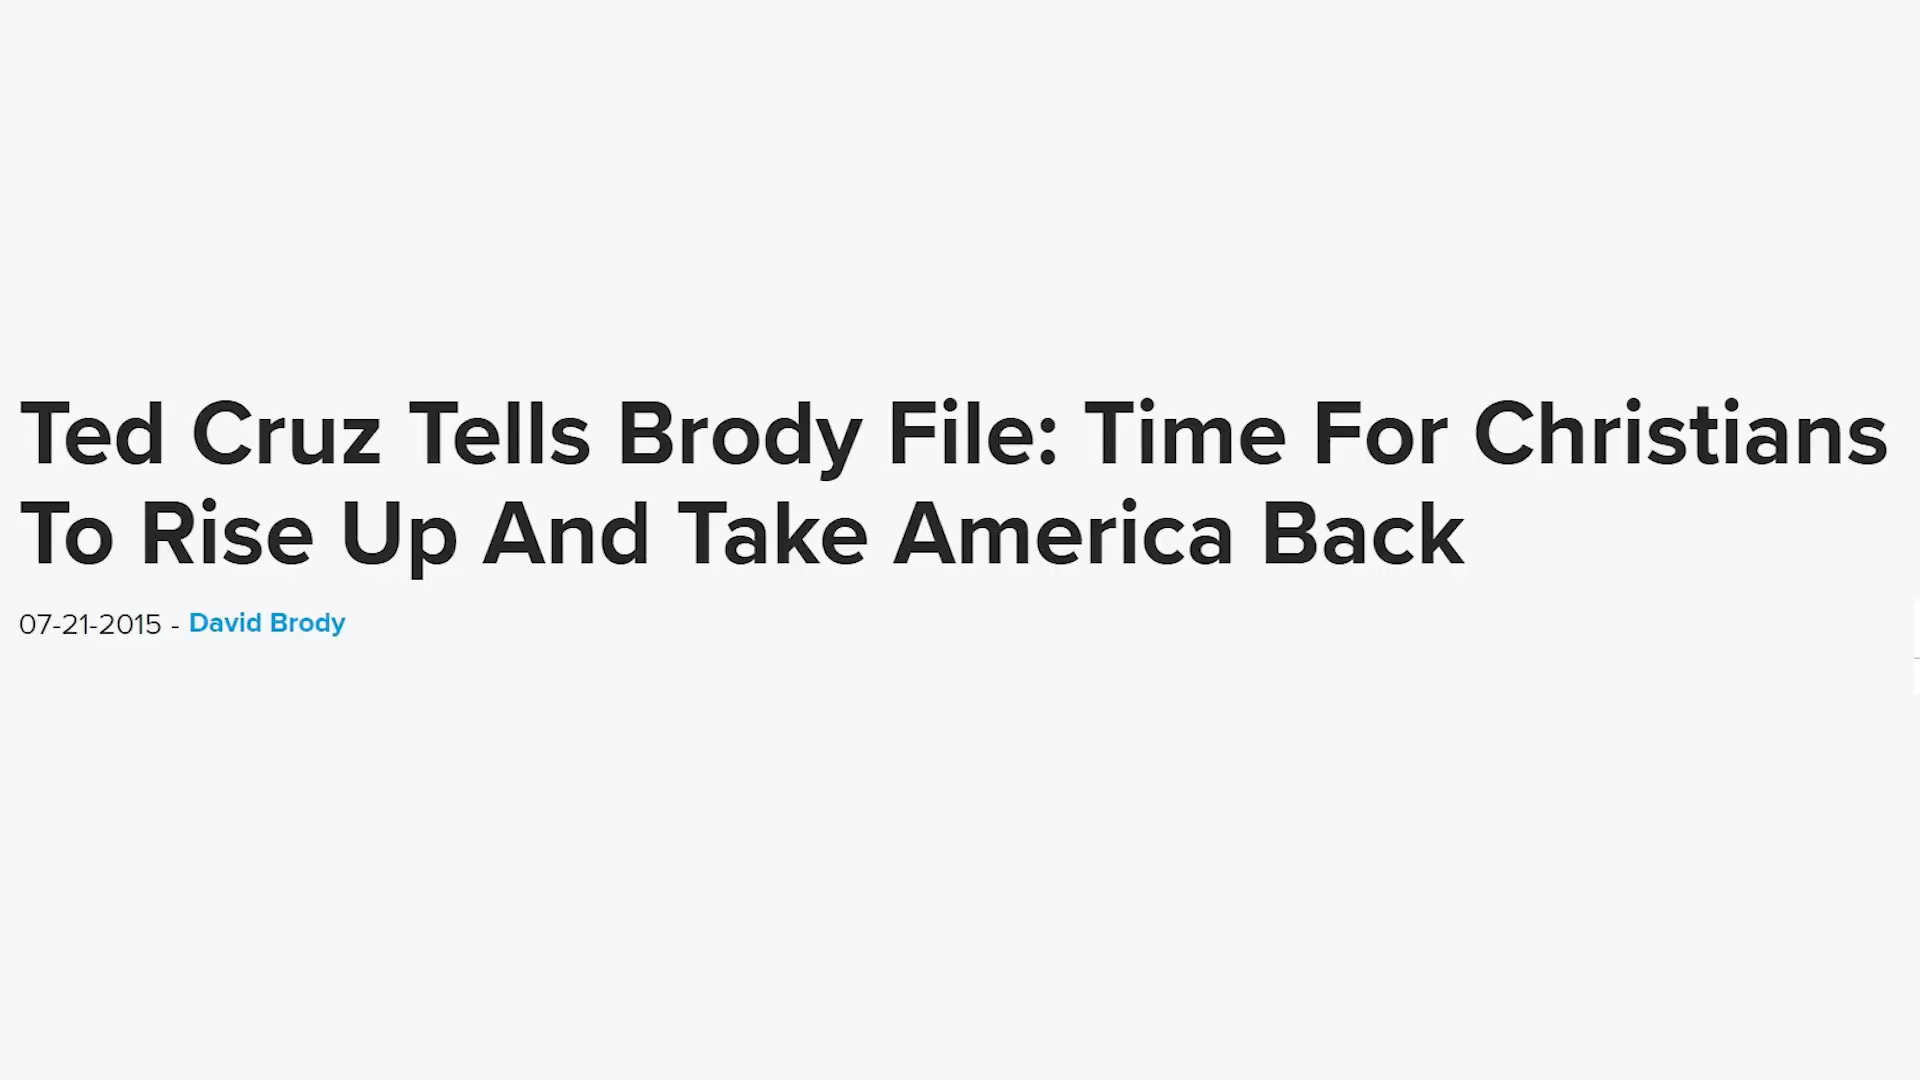 Ted Cruz Tells Brody File: Time For Christians
To Rise Up And Take America Back
07-21-2015 - David Brody